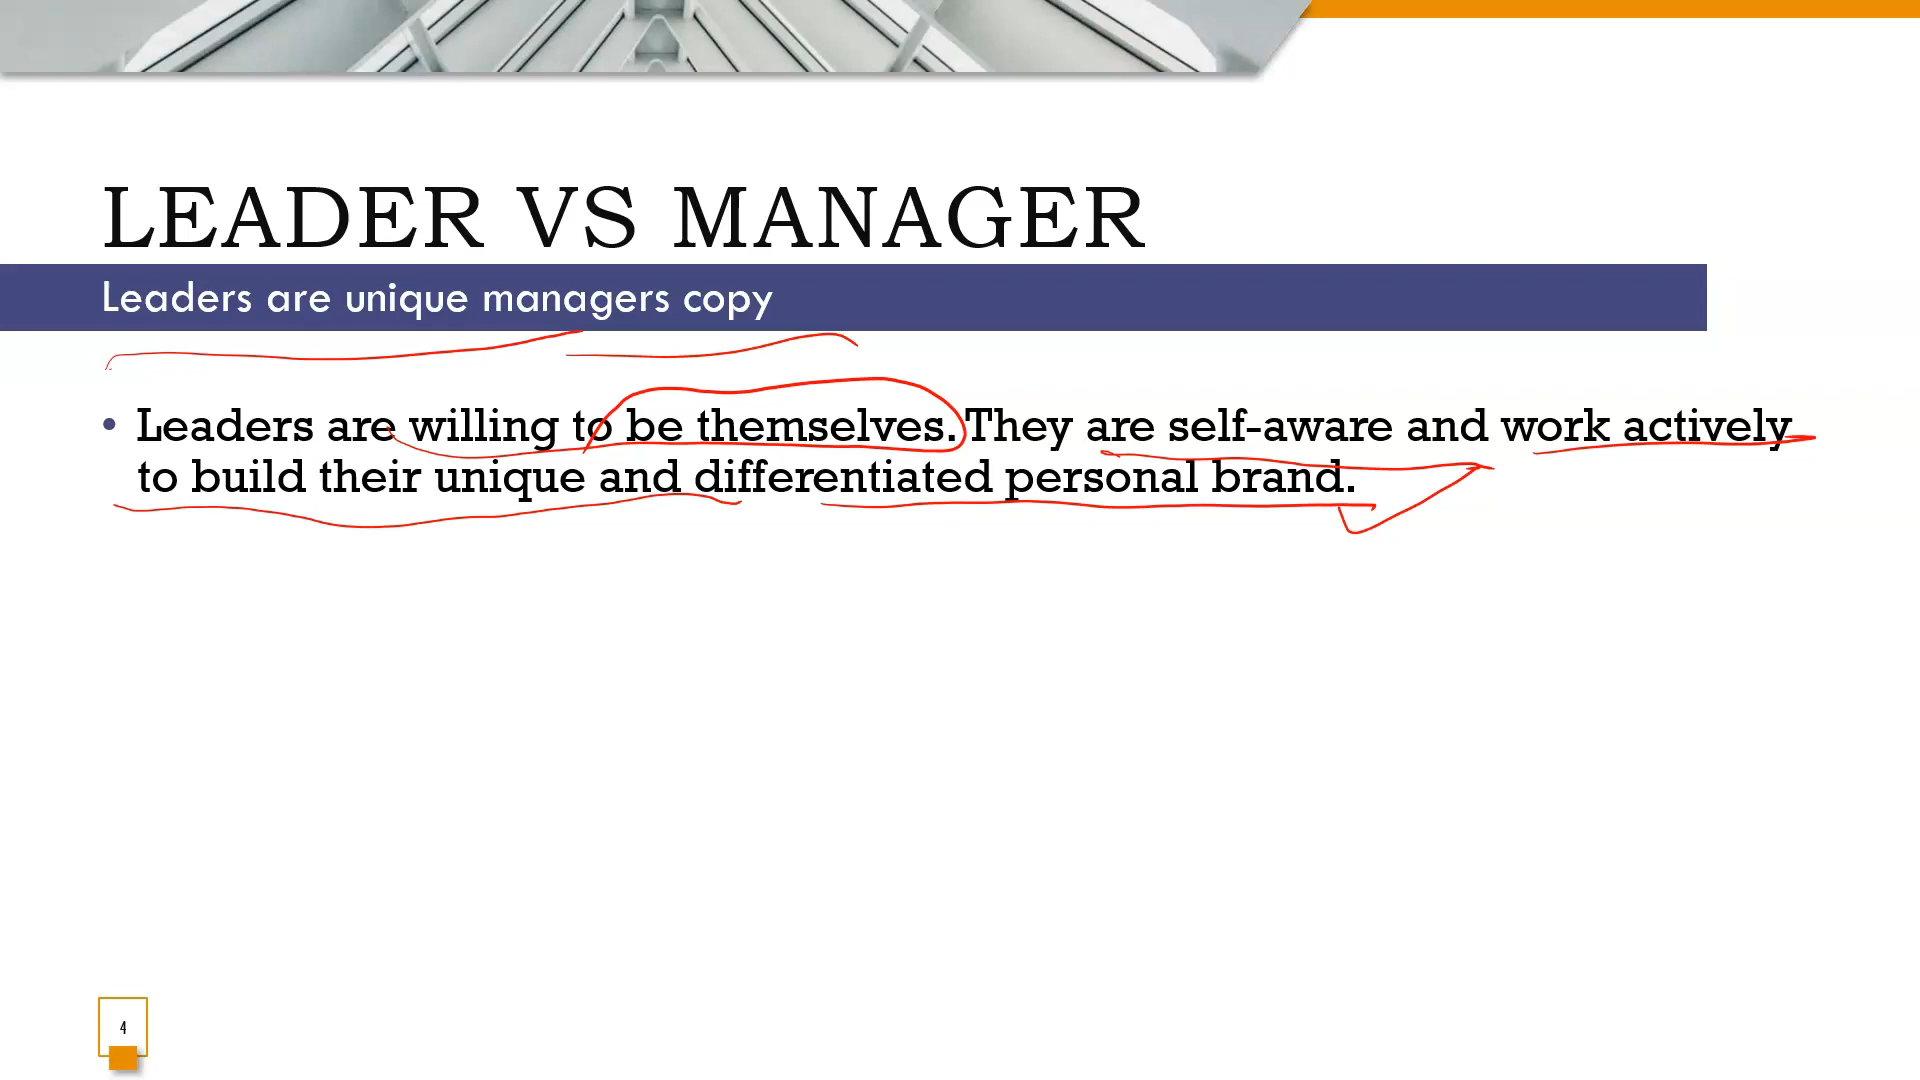 LEADER VS MANAGER
Leaders are unique managers copy
• Leaders are willing to be themselves. They are self-aware and work actively
to build their unique and differentiated personal brand.
4